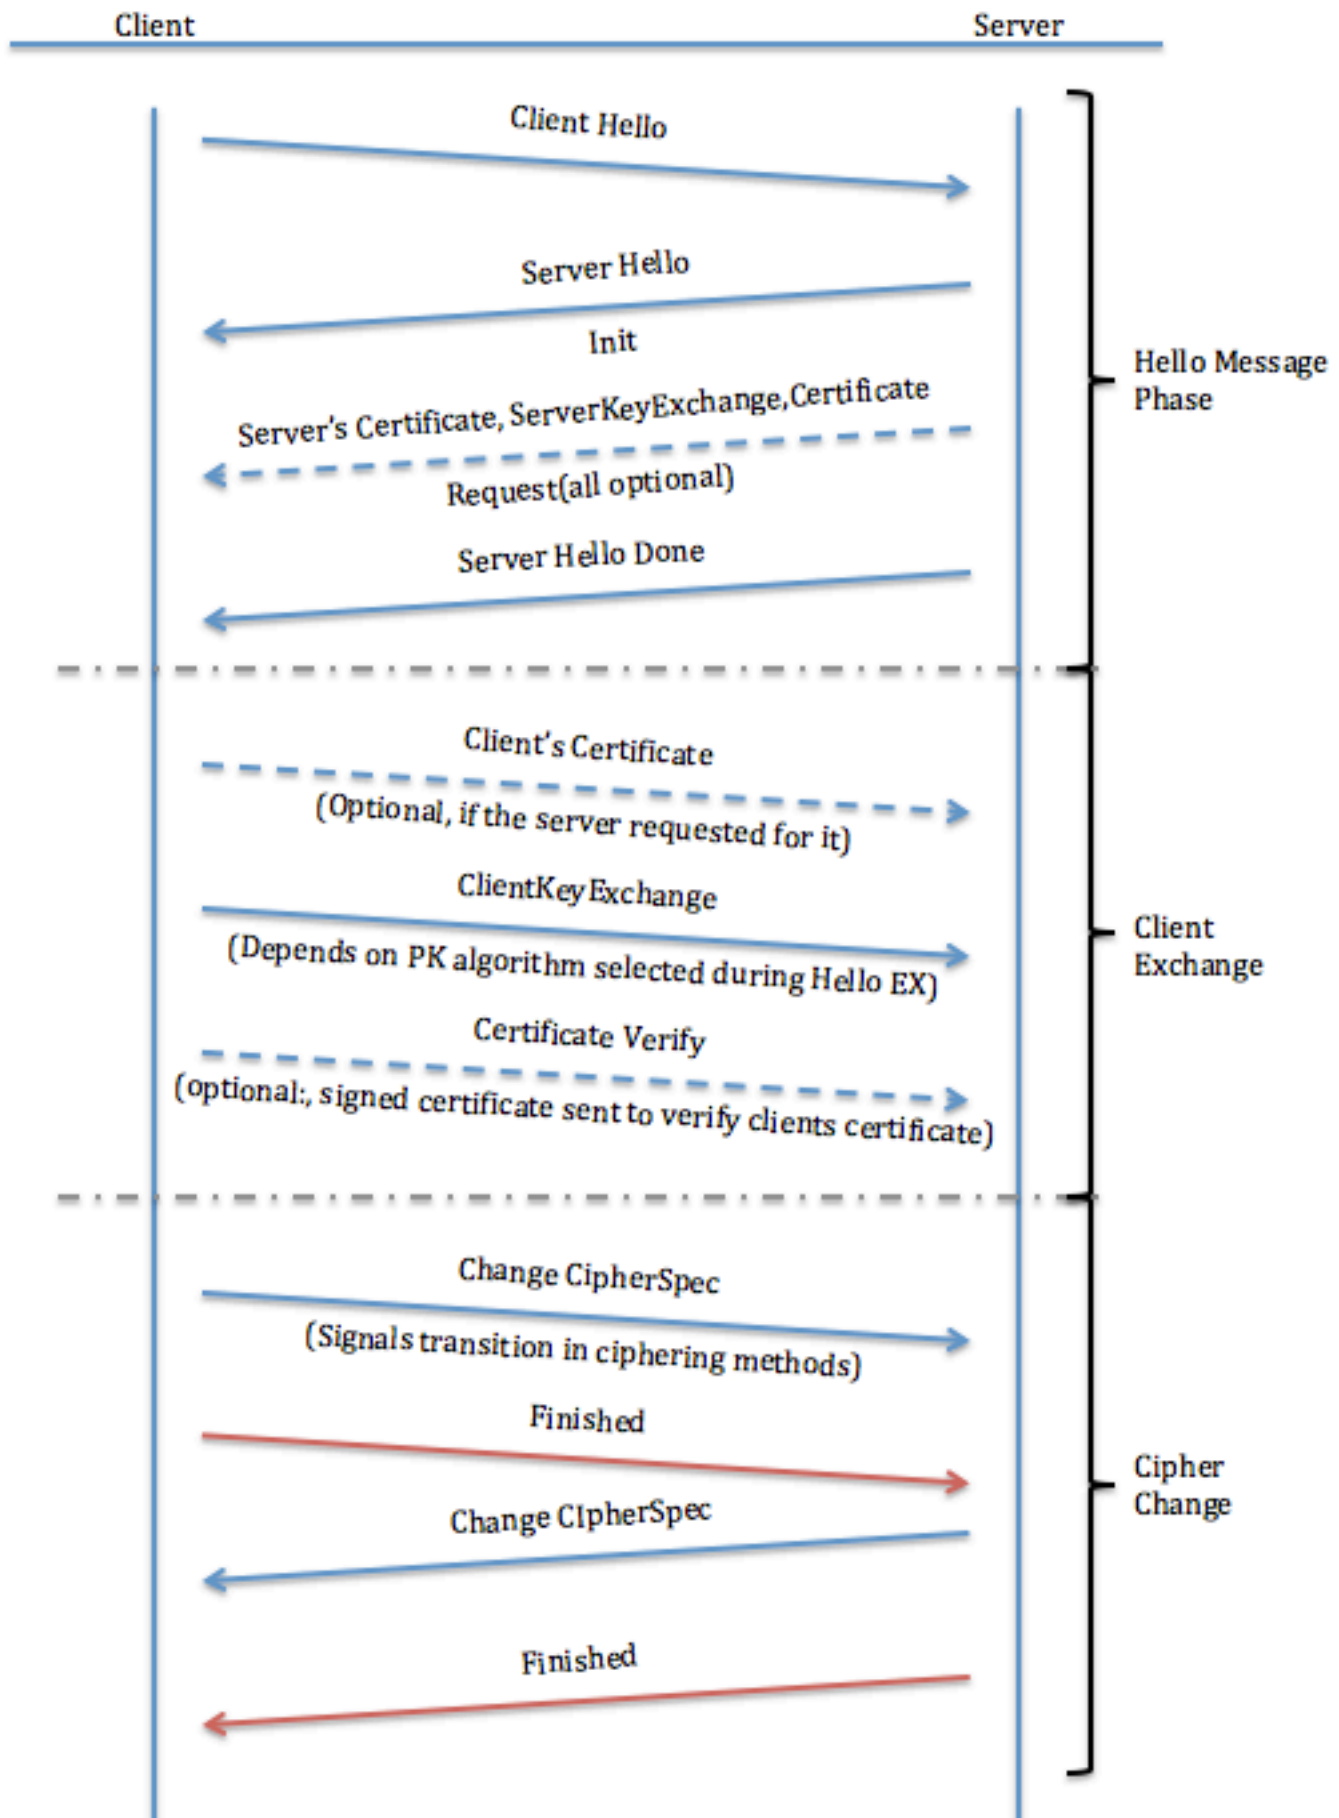 Client
Server
Client Hello
Server Hello
Init
Server's Certificate, ServerKeyExchange,Certificate
Request(all optional)
Server Hello Done
Hello Message
Phase
Client's Certificate
(Optional, if the server requested for it)
ClientKeyExchange
(Depends on PK algorithm selected during Hello EX)
Certificate Verify
(optional:, signed certificate sent to verify clients certificate)
Client
Exchange
Change CipherSpec
(Signals transition in ciphering methods)
Finished
Change CIpherSpec
Finished
Cipher
Change